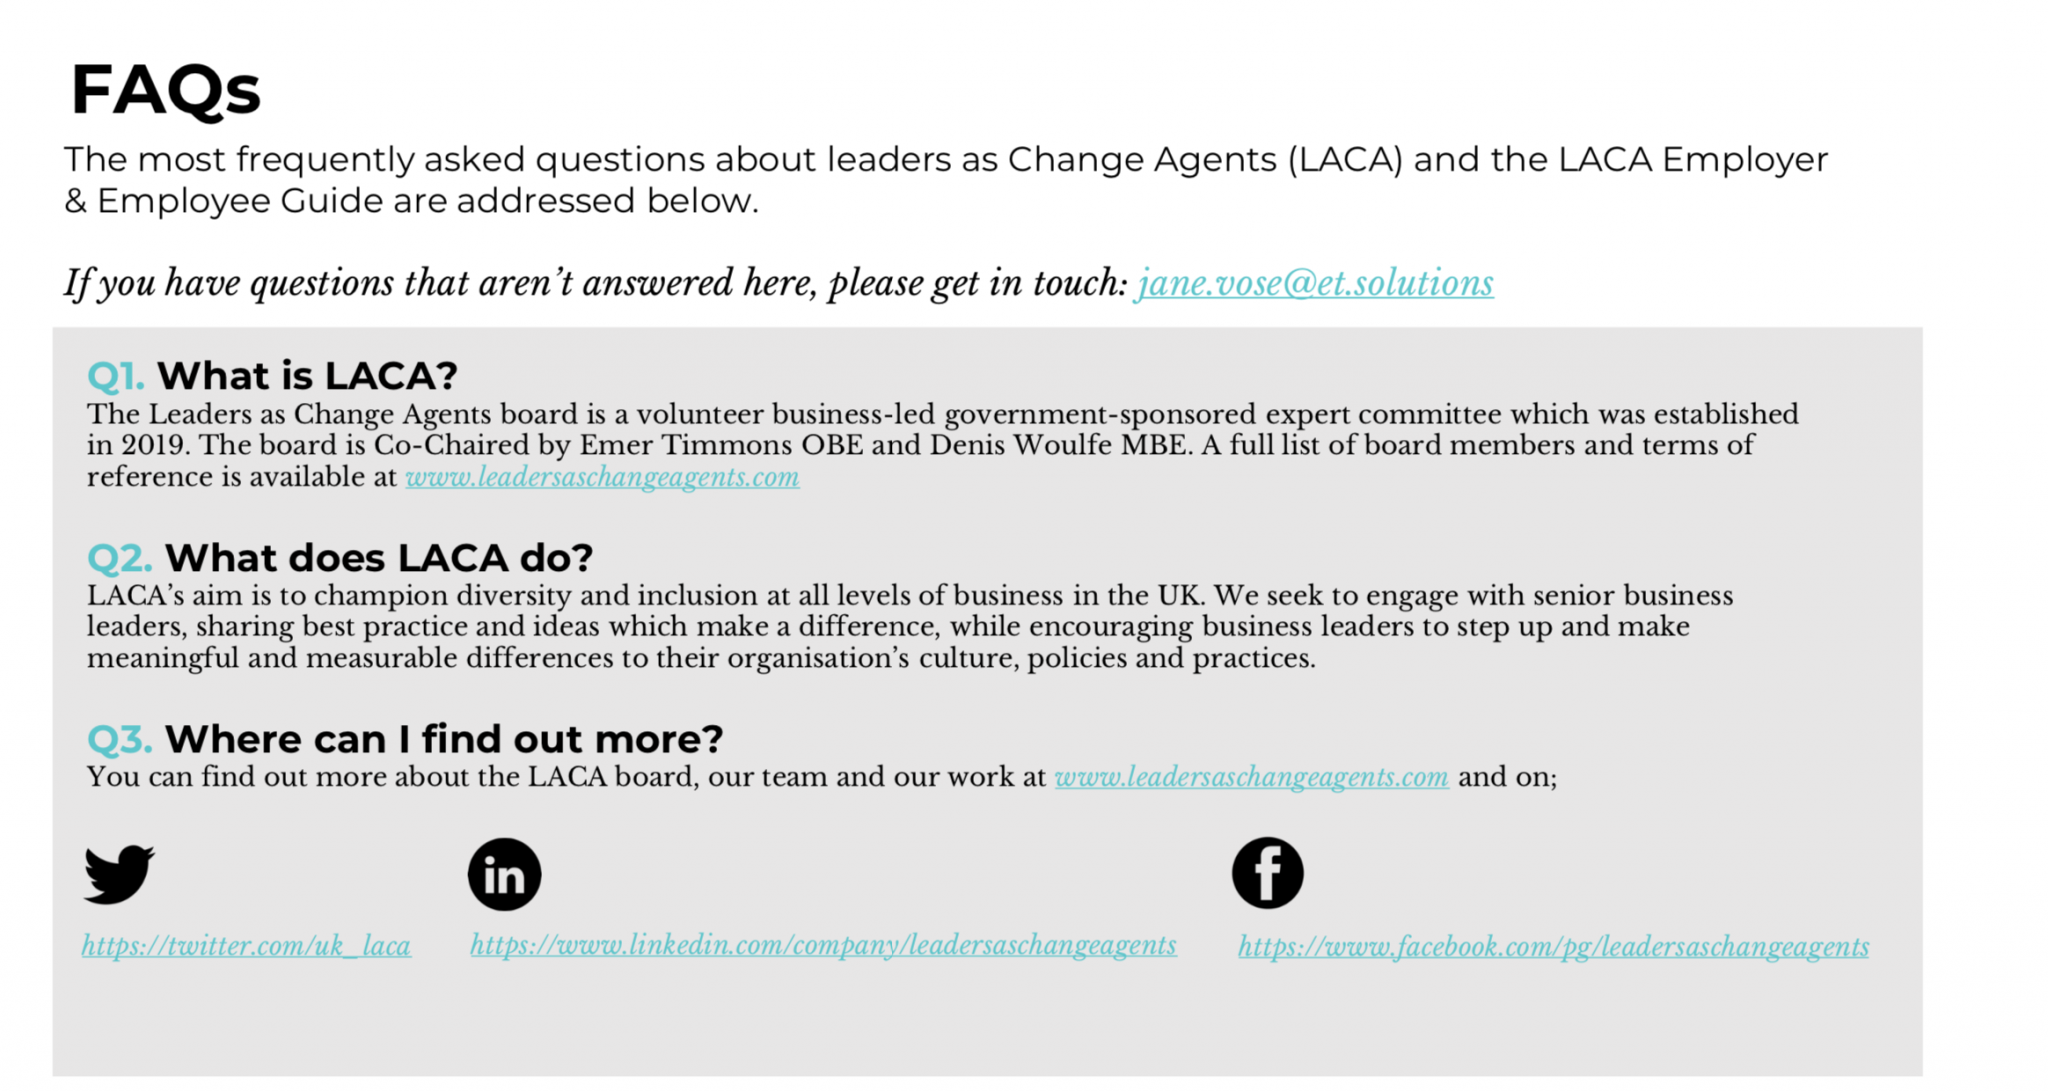 FAQs
The most frequently asked questions about leaders as Change Agents (LACA) and the LACA Employer
& Employee Guide are addressed below.
If you have questions that aren’t answered here, please get in touch: jane.vose@et.solutions
Q1. What is LACA?
The Leaders as Change Agents board is a volunteer business-led government-sponsored expert committee which was established
in 2019. The board is Co-Chaired by Emer Timmons OBE and Denis Woulfe MBE. A full list of board members and terms of
reference is available at www.leadersaschangeagents.com
Q2. What does LACA do?
LACA’s aim is to champion diversity and inclusion at all levels of business in the UK. We seek to engage with senior business
leaders, sharing best practice and ideas which make a difference, while encouraging business leaders to step up and make
meaningful and measurable differences to their organisation’s culture, policies and practices.
Q3. Where can I find out more?
You can find out more about the LACA board, our team and our work at www.leadersaschangeagents.com and on;
in
f
https://twitter.com/uk_laca
https://www.linkedin.com/company/leadersaschangeagents
https://www.facebook.com/pg/leadersaschangeagents